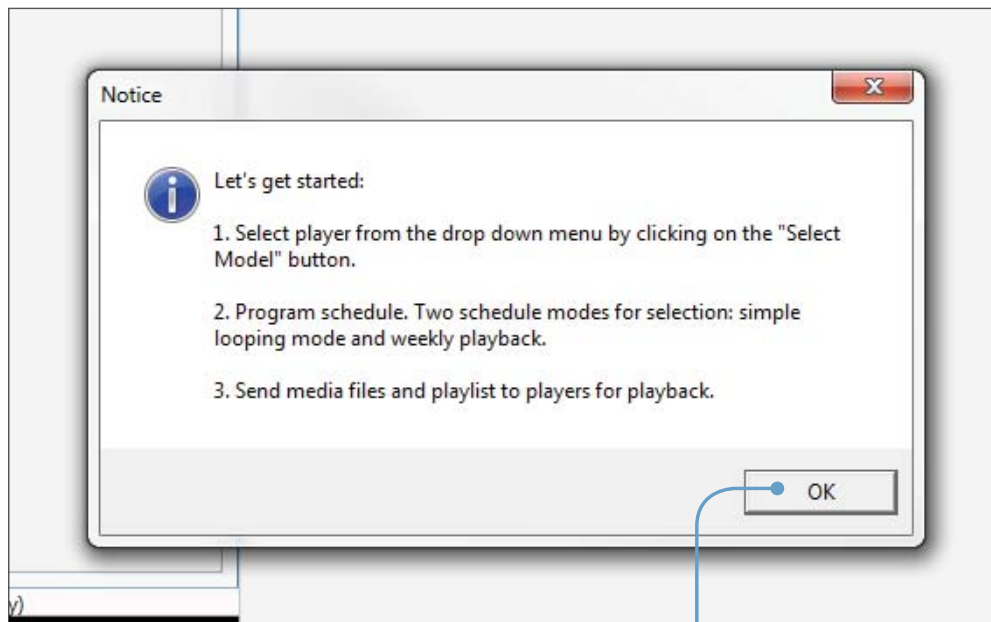 Notice
Let's get started:
1. Select player from the drop down menu by clicking on the "Select
Model" button.
2. Program schedule. Two schedule modes for selection: simple
looping mode and weekly playback.
3. Send media files and playlist to players for playback.
OK
y)